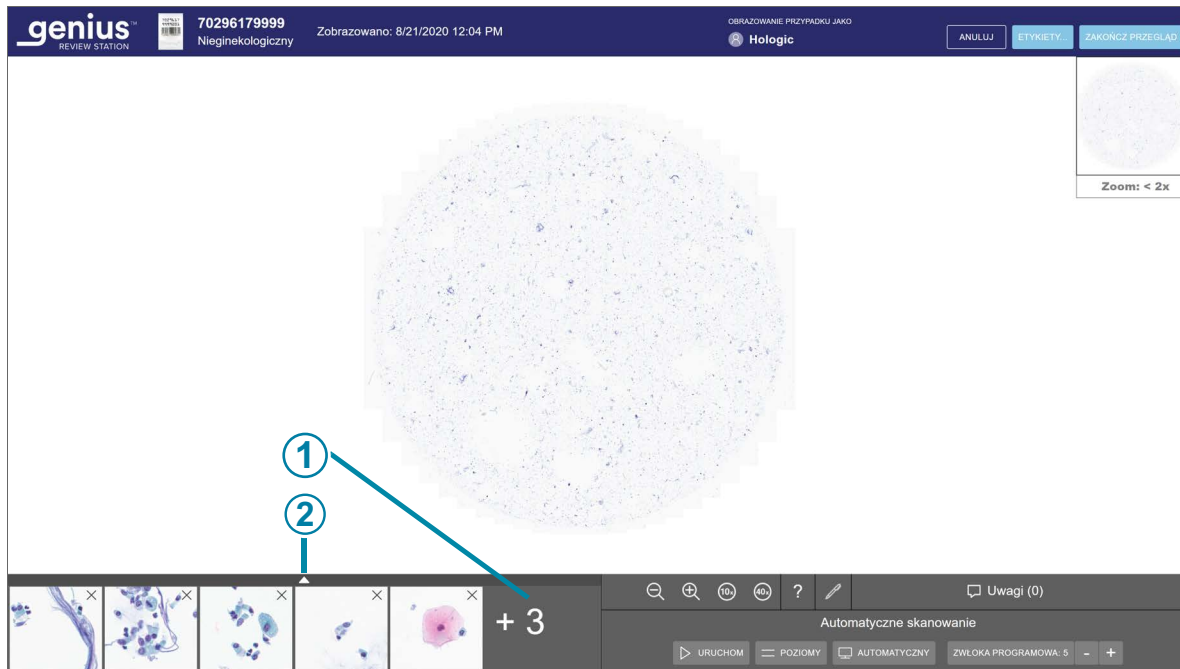 genius™
REVIEW STATION
70296179999
Nieginekologiczny
Zobrazowano: 8/21/2020 12:04 PM
OBRAZOWANIE PRZYPADKU JAKO
Hologic
ANULUJ
ETYKIETY...
ZAKOŃCZ PRZEGLĄD
Zoom: < 2x
1
2
+ 3
10x
40x
?
Uwagi (0)
Automatyczne skanowanie
URUCHOM
POZIOMY
AUTOMATYCZNY
ZWŁOKA PROGRAMOWA: 5
-
+